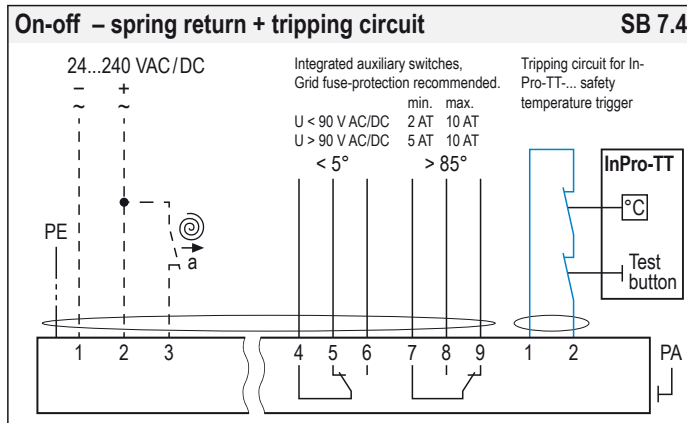 On-off – spring return + tripping circuit SB 7.4
24...240 VAC/DC
– +
~ ~
Integrated auxiliary switches,
Grid fuse-protection recommended.
min. max.
U < 90 V AC/DC 2 AT 10 AT
U > 90 V AC/DC 5 AT 10 AT
< 5° > 85°
Tripping circuit for In-
Pro-TT-... safety
temperature trigger
InPro-TT
°C
Test
button
PE
a
1 2 3 4 5 6 7 8 9 1 2
PA